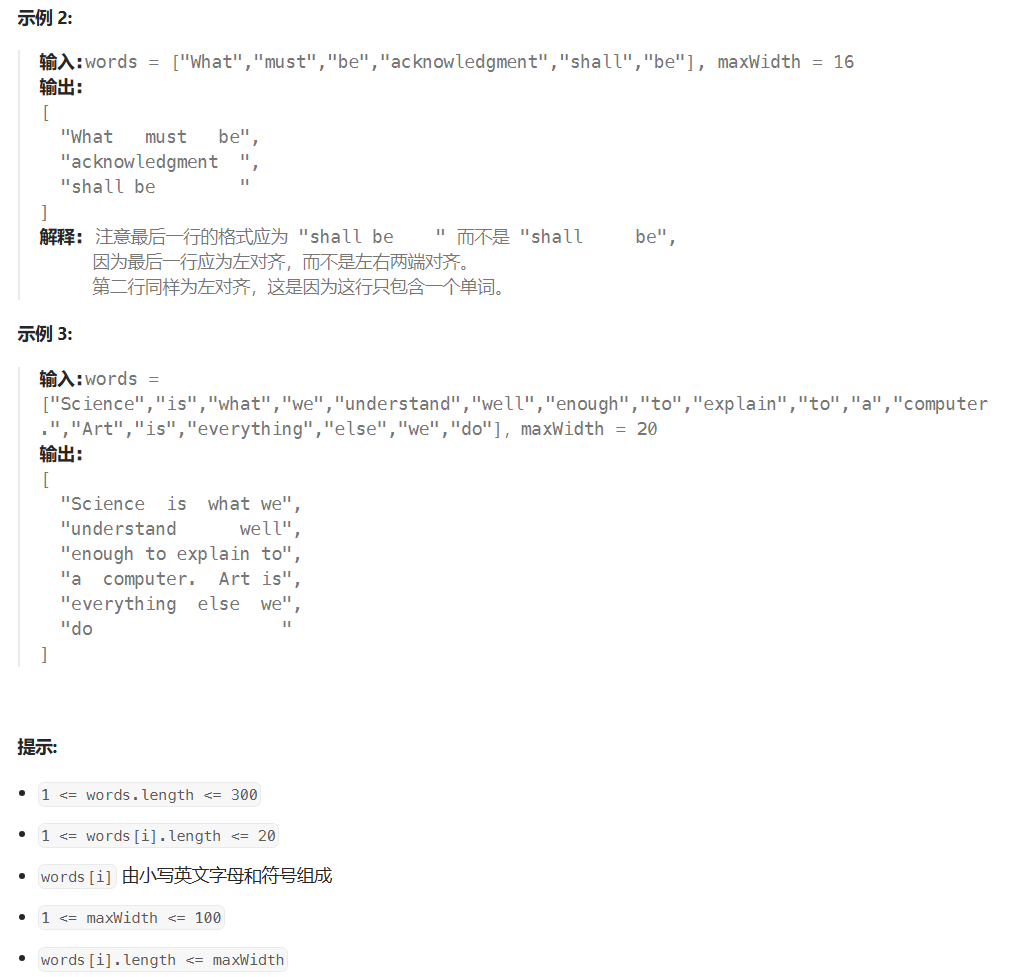 示例 2:
输入:words = ["What","must","be","acknowledgment","shall","be"], maxWidth = 16
输出:
[
  "What   must   be",
  "acknowledgment  ",
  "shall be        "
]
解释: 注意最后一行的格式应为 "shall be    " 而不是 "shall     be",
     因为最后一行应为左对齐，而不是左右两端对齐。
     第二行同样为左对齐，这是因为这行只包含一个单词。
示例 3:
输入:words =
["Science","is","what","we","understand","well","enough","to","explain","to","a","computer
.","Art","is","everything","else","we","do"]，maxWidth = 20
输出:
[
  "Science  is  what we",
  "understand      well",
  "enough to explain to",
  "a  computer.  Art is",
  "everything  else  we",
  "do                  "
]
提示:
• 1 <= words.length <= 300
• 1 <= words[i].length <= 20
• words[i] 由小写英文字母和符号组成
• 1 <= maxWidth <= 100
• words[i].length <= maxWidth